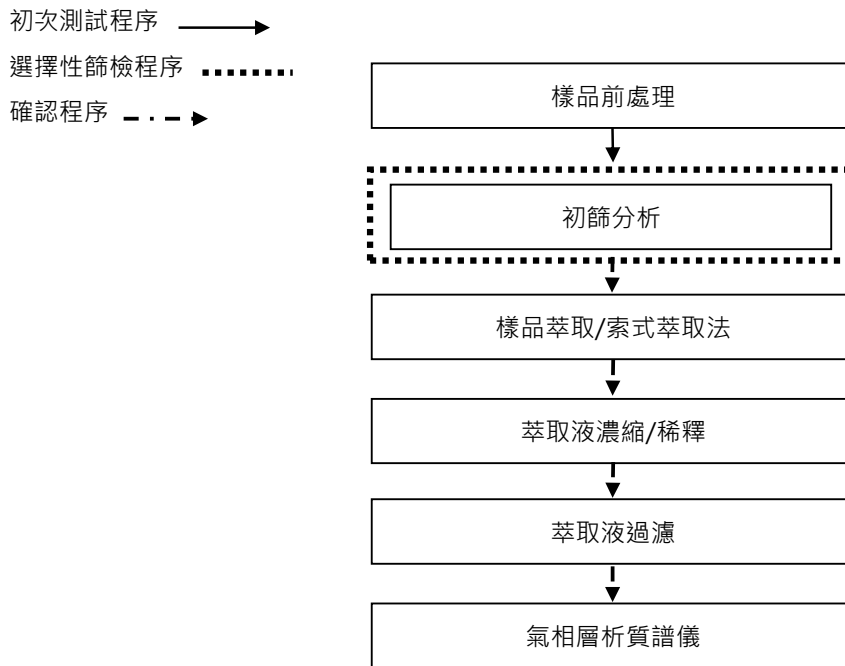 初次測試程序
選擇性篩檢程序
確認程序
樣品前處理
初篩分析
樣品萃取/索式萃取法
萃取液濃縮/稀釋
萃取液過濾
氣相層析質譜儀